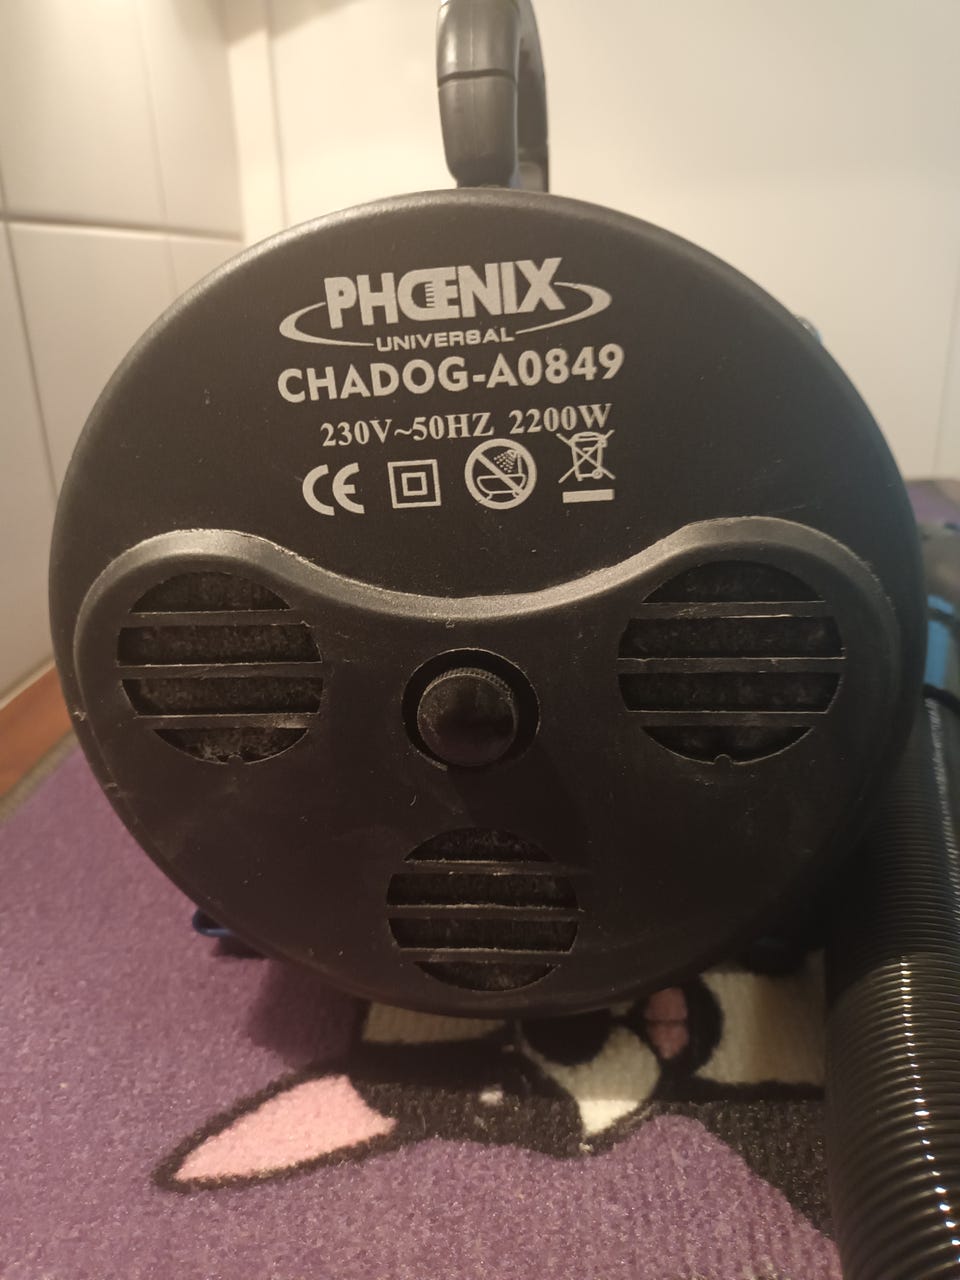 PHŒNIX
UNIVERSAL
CHADOG-A0849
230V~50HZ 2200W
CE